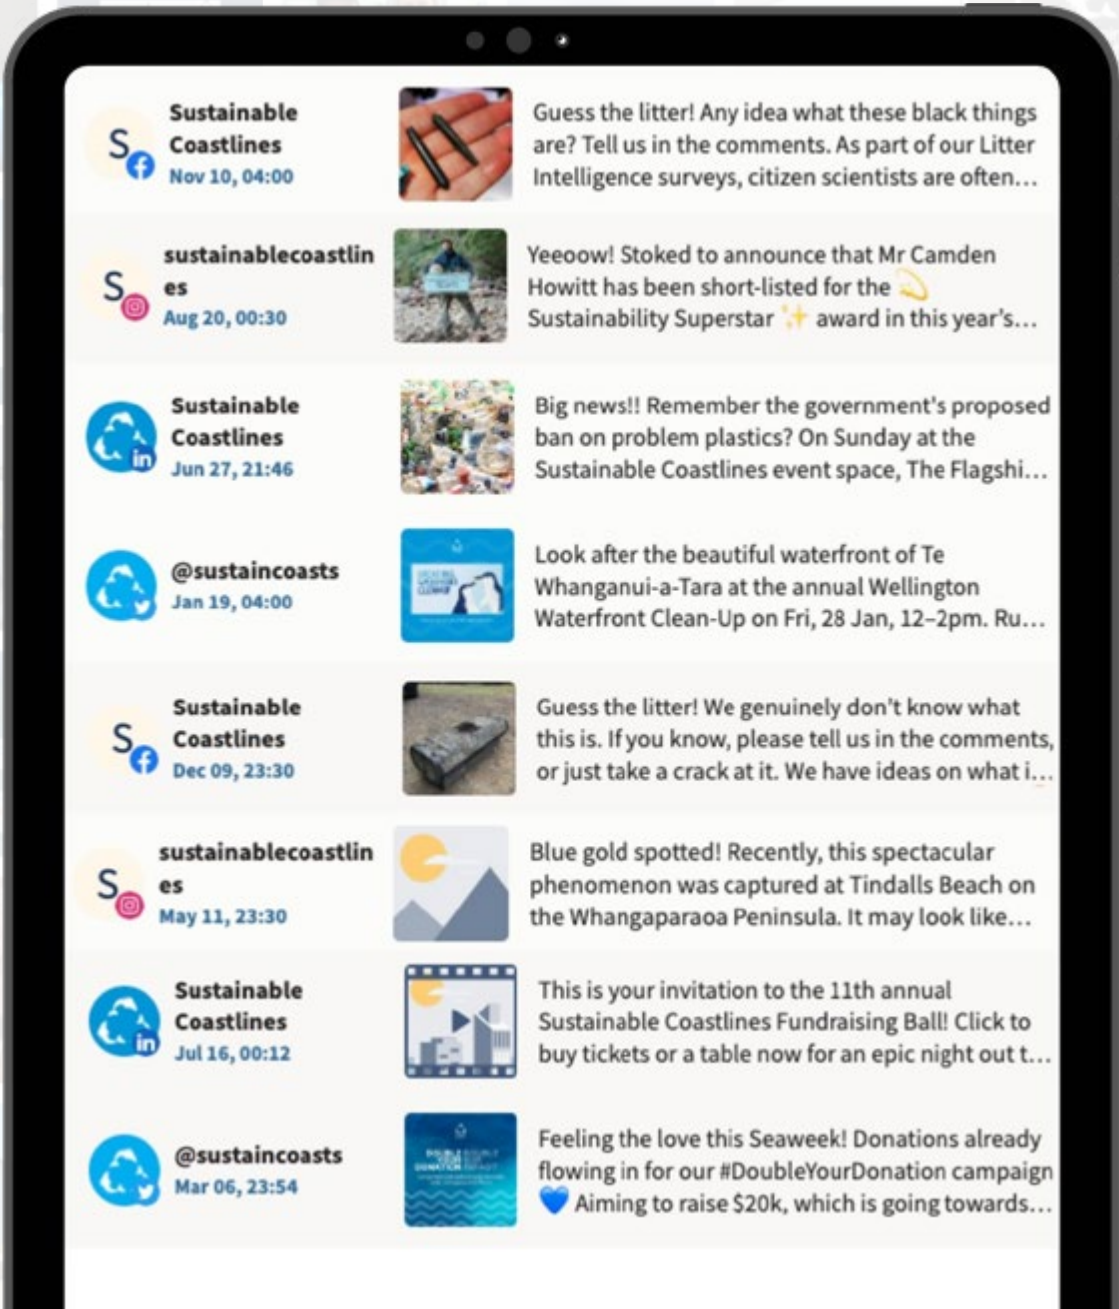 Sustainable
Coastlines
Nov 10, 04:00
Guess the litter! Any idea what these black things
are? Tell us in the comments. As part of our Litter
Intelligence surveys, citizen scientists are often...
S
sustainablecoastlin
es
Aug 20, 00:30
Yeeoow! Stoked to announce that Mr Camden
Howitt has been short-listed for the 💫
Sustainability Superstar ✨ award in this year's...
S
Sustainable
Coastlines
Jun 27, 21:46
Big news!! Remember the government's proposed
ban on problem plastics? On Sunday at the
Sustainable Coastlines event space, The Flagshi...
in
@sustaincoasts
Jan 19, 04:00
Look after the beautiful waterfront of Te
Whanganui-a-Tara at the annual Wellington
Waterfront Clean-Up on Fri, 28 Jan, 12–2pm. Ru...
Sustainable
Coastlines
Dec 09, 23:30
Guess the litter! We genuinely don't know what
this is. If you know, please tell us in the comments,
or just take a crack at it. We have ideas on what i...
S
sustainablecoastlin
es
May 11, 23:30
Blue gold spotted! Recently, this spectacular
phenomenon was captured at Tindalls Beach on
the Whangaparaoa Peninsula. It may look like...
S
Sustainable
Coastlines
Jul 16, 00:12
This is your invitation to the 11th annual
Sustainable Coastlines Fundraising Ball! Click to
buy tickets or a table now for an epic night out t...
in
@sustaincoasts
Mar 06, 23:54
DOUBLE
DONATION
Feeling the love this Seaweek! Donations already
flowing in for our #DoubleYourDonation campaign
💙 Aiming to raise $20k, which is going towards...